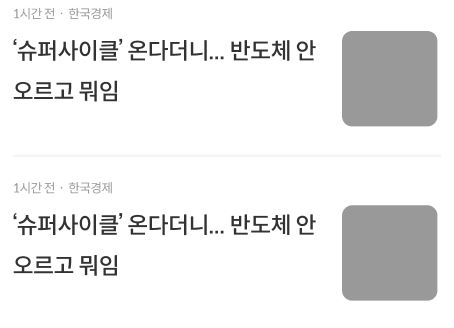 1시간 전 · 한국경제
‘슈퍼사이클’ 온다더니... 반도체 안
오르고 뭐임
1시간 전 · 한국경제
‘슈퍼사이클’ 온다더니... 반도체 안
오르고 뭐임